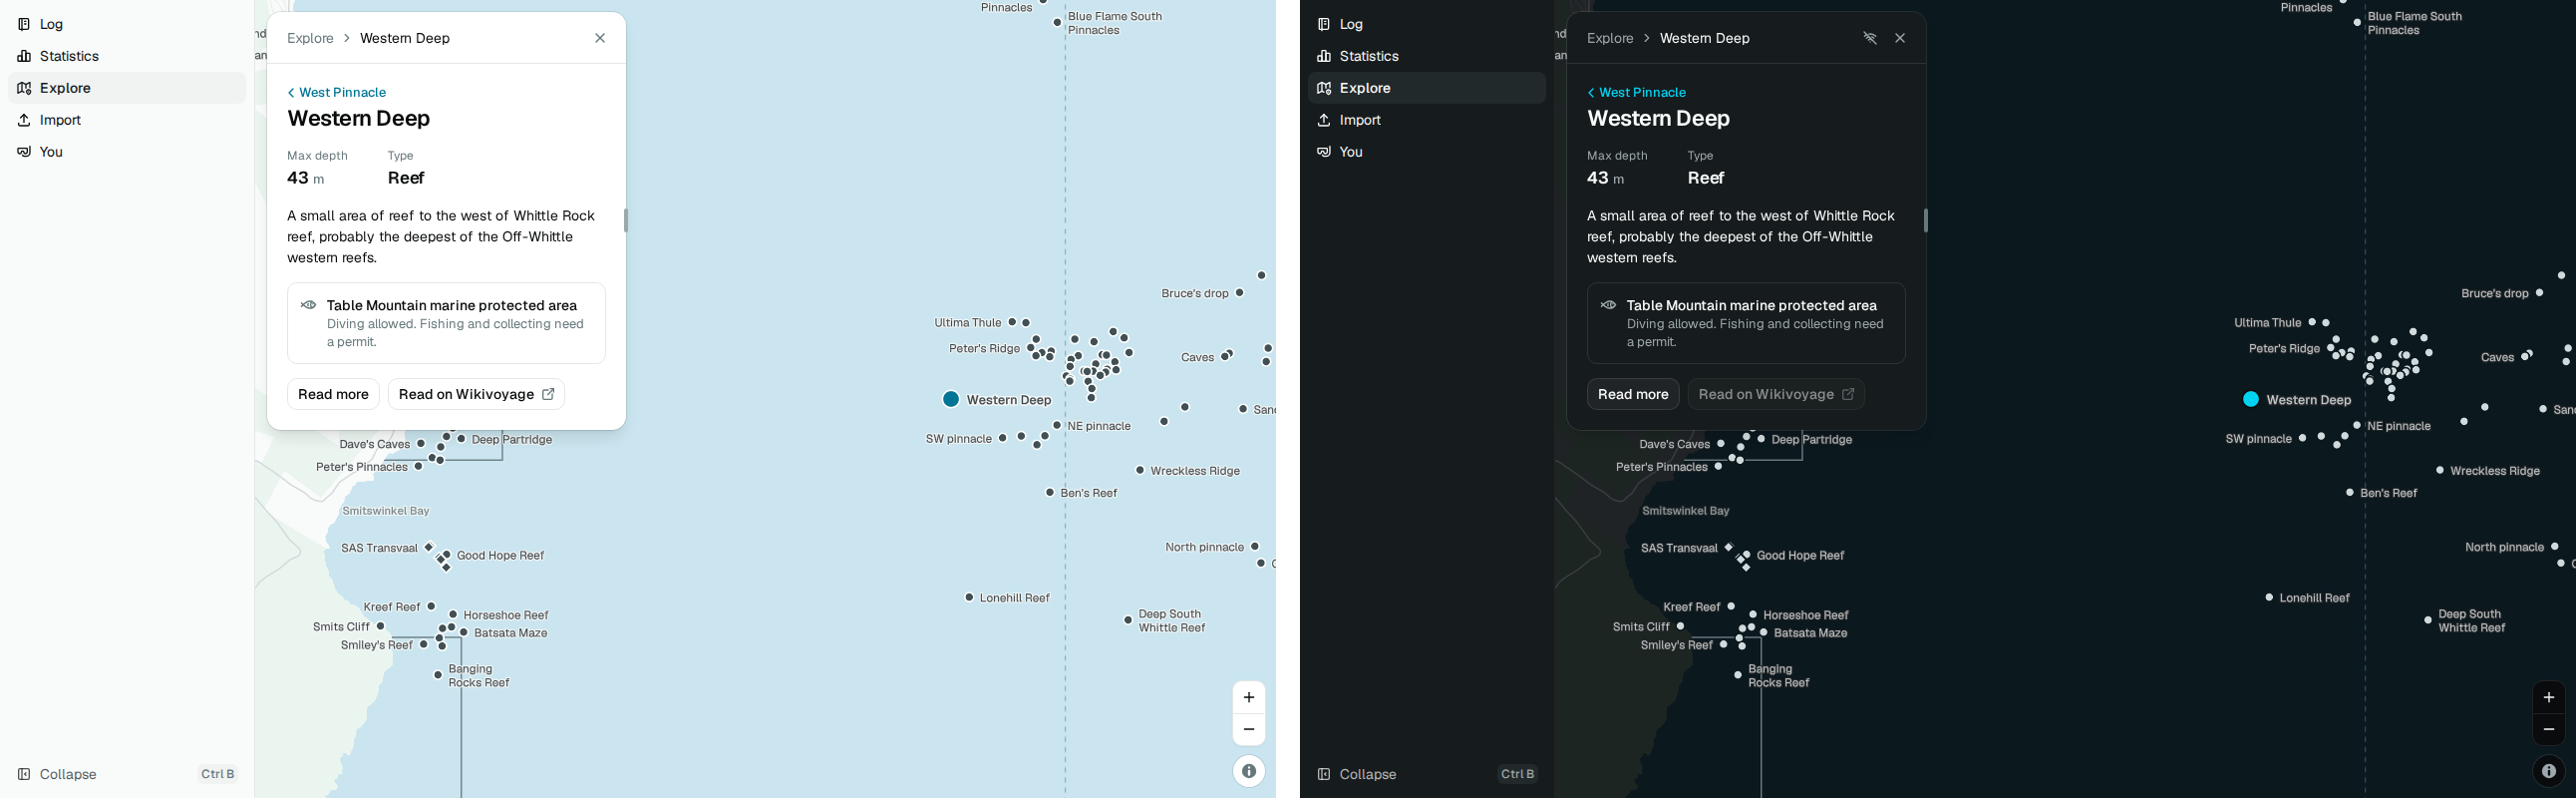 Log
Statistics
Explore
Import
You
Collapse
Ctrl B
Explore > Western Deep
West Pinnacle
Western Deep
Max depth
Type
43 m
Reef
A small area of reef to the west of Whittle Rock
reef, probably the deepest of the Off-Whittle
western reefs.
Table Mountain marine protected area
Diving allowed. Fishing and collecting need
a permit.
Read more
Read on Wikivoyage
Pinnacles
Blue Flame South
Pinnacles
Bruce's drop
Ultima Thule
Peter's Ridge
Caves
Western Deep
SW pinnacle
NE pinnacle
Wreckless Ridge
Ben's Reef
Dave's Caves
Deep Partridge
Peter's Pinnacles
Smitswinkel Bay
SAS Transvaal
Good Hope Reef
North pinnacle
Lonehill Reef
Deep South
Whittle Reef
Kreef Reef
Horseshoe Reef
Smits Cliff
Batsata Maze
Smiley's Reef
Banging
Rocks Reef
+
−
Log
Statistics
Explore
Import
You
Collapse
Ctrl B
Explore > Western Deep
West Pinnacle
Western Deep
Max depth
Type
43 m
Reef
A small area of reef to the west of Whittle Rock
reef, probably the deepest of the Off-Whittle
western reefs.
Table Mountain marine protected area
Diving allowed. Fishing and collecting need
a permit.
Read more
Read on Wikivoyage
Pinnacles
Blue Flame South
Pinnacles
Bruce's drop
Ultima Thule
Peter's Ridge
Caves
Western Deep
SW pinnacle
NE pinnacle
Wreckless Ridge
Ben's Reef
Dave's Caves
Deep Partridge
Peter's Pinnacles
Smitswinkel Bay
SAS Transvaal
Good Hope Reef
North pinnacle
Lonehill Reef
Deep South
Whittle Reef
Kreef Reef
Horseshoe Reef
Smits Cliff
Batsata Maze
Smiley's Reef
Banging
Rocks Reef
+
−